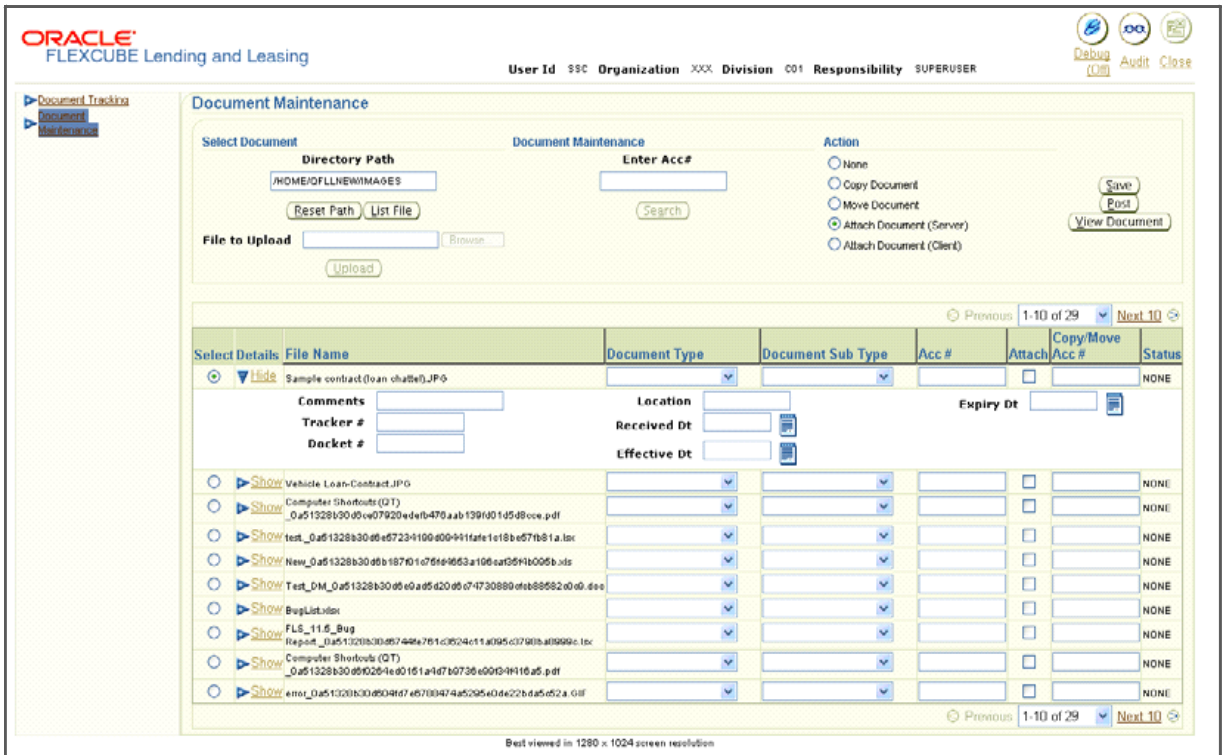 ORACLE
FLEXCUBE Lending and Leasing
User Id SSC Organization XXX Division C01 Responsibility SUPERUSER
Debug (Off) Audit Close
Document Tracking
Document Maintenance
Document Maintenance
Select Document Document Maintenance Action
Directory Path Enter Acc#
None
/HOME/OFLLNEW/IMAGES
Copy Document
Save
Reset Path List File Search
Move Document
Post
Attach Document (Server)
View Document
File to Upload Browse...
Attach Document (Client)
Upload
Previous 1-10 of 29 Next 10
Select Details File Name Document Type Document Sub Type Acc # Attach Copy/Move Acc # Status
Hide Sample contract (loan chattel).JPG NONE
Comments Location Expiry Dt
Tracker # Received Dt
Docket # Effective Dt
Show Vehicle Loan-Contract.JPG NONE
Show Computer Shortcuts (QT) NONE
Show NONE
Show NONE
Show NONE
Show BugList.xlsx NONE
Show FLS_11.5_Bug NONE
Show Computer Shortcuts (QT) NONE
Show NONE
Previous 1-10 of 29 Next 10
Best viewed in 1280 x 1024 screen resolution